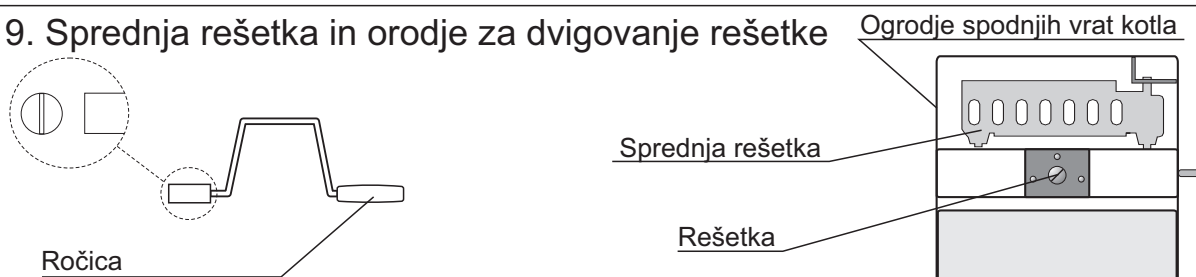 9. Sprednja rešetka in orodje za dvigovanje rešetke
Ogrodje spodnjih vrat kotla
Sprednja rešetka
Rešetka
Ročica